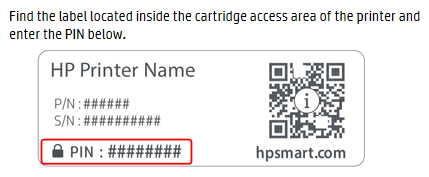 Find the label located inside the cartridge access area of the printer and
enter the PIN below.
HP Printer Name
P/N:######
S/N:##########
PIN : ########
i
hpsmart.com